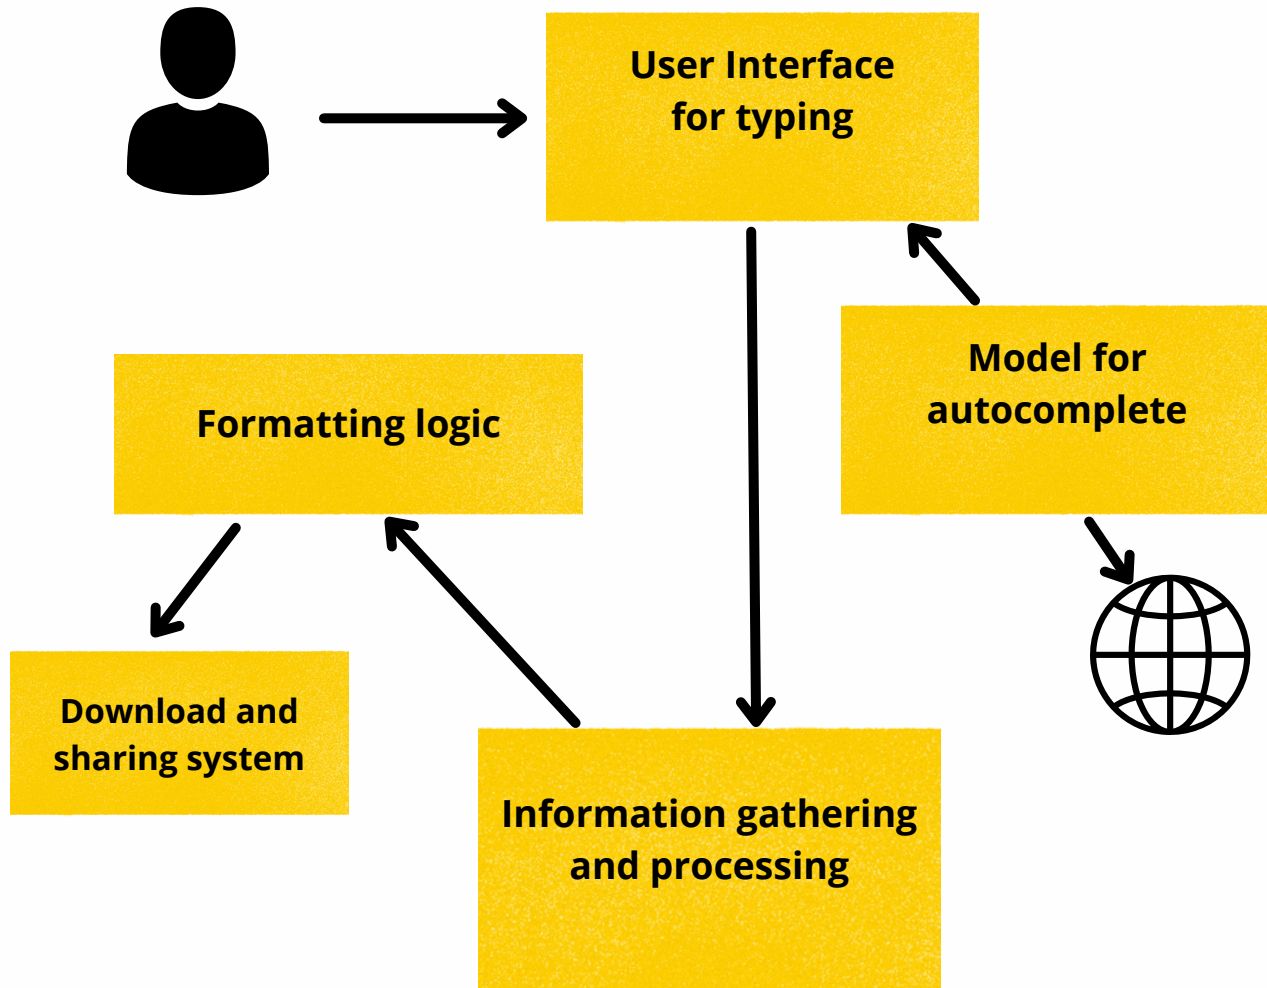 User Interface
for typing
Model for
autocomplete
Formatting logic
Download and
sharing system
Information gathering
and processing